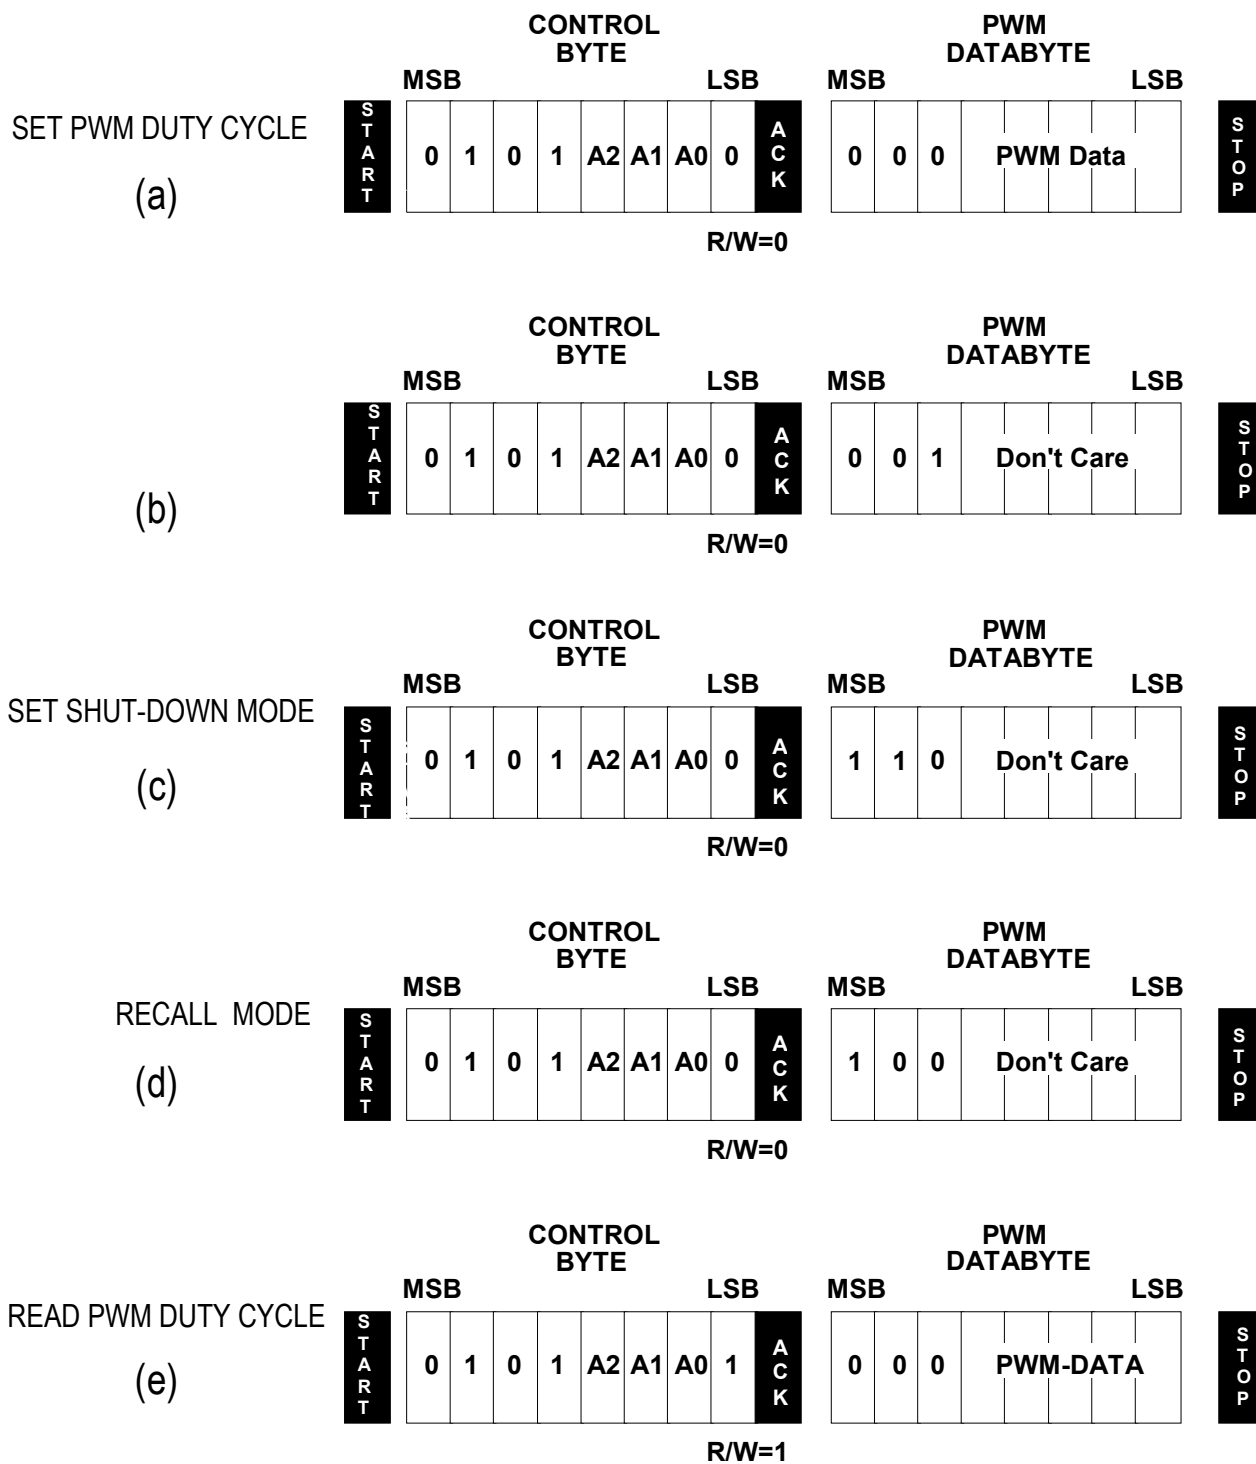 CONTROL PWM
BYTE DATABYTE
MSB LSB MSB LSB
SET PWM DUTY CYCLE
(a)
START 0 1 0 1 A2 A1 A0 0 ACK 0 0 0 PWM Data STOP
R/W=0
CONTROL PWM
BYTE DATABYTE
MSB LSB MSB LSB
(b)
START 0 1 0 1 A2 A1 A0 0 ACK 0 0 1 Don't Care STOP
R/W=0
CONTROL PWM
BYTE DATABYTE
MSB LSB MSB LSB
SET SHUT-DOWN MODE
(c)
START 0 1 0 1 A2 A1 A0 0 ACK 1 1 0 Don't Care STOP
R/W=0
CONTROL PWM
BYTE DATABYTE
MSB LSB MSB LSB
RECALL MODE
(d)
START 0 1 0 1 A2 A1 A0 0 ACK 1 0 0 Don't Care STOP
R/W=0
CONTROL PWM
BYTE DATABYTE
MSB LSB MSB LSB
READ PWM DUTY CYCLE
(e)
START 0 1 0 1 A2 A1 A0 1 ACK 0 0 0 PWM-DATA STOP
R/W=1